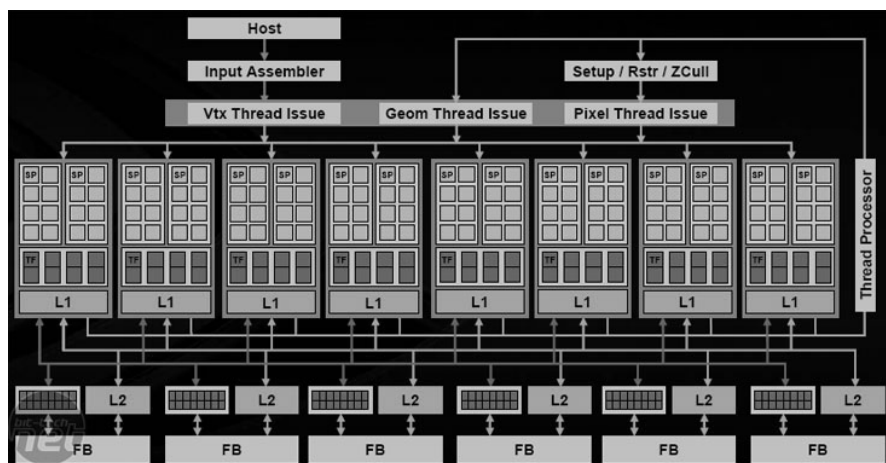 Host
Input Assembler
Setup / Rstr / ZCull
Vtx Thread Issue
Geom Thread Issue
Pixel Thread Issue
SP SP SP SP SP SP SP SP SP SP SP SP SP SP SP SP
Thread Processor
TF TF TF TF TF TF TF TF
L1 L1 L1 L1 L1 L1 L1 L1
L2 L2 L2 L2 L2 L2
bit-tech
net
FB FB FB FB FB FB